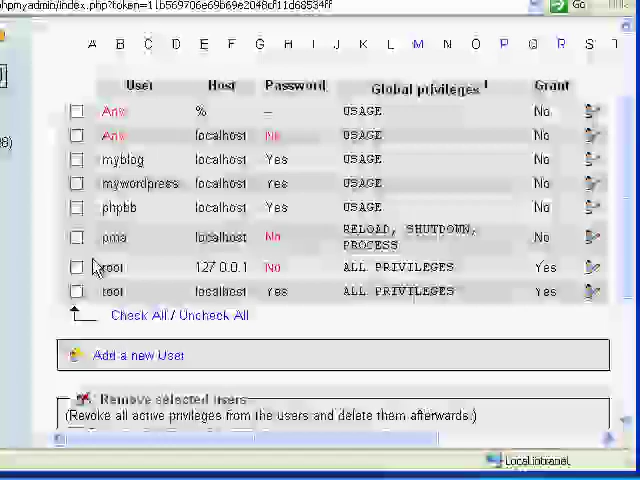 phpmyadmin/index.php?token=11b569706e69b69e2048cf11d68534ff
Go
A B C D E F G H I J K L M N O P Q R S T
User Host Password Global privileges 1 Grant
Any % -- USAGE No
Any localhost No USAGE No
myblog localhost Yes USAGE No
mywordpress localhost Yes USAGE No
phpbb localhost Yes USAGE No
pma localhost No RELOAD, SHUTDOWN, PROCESS No
root 127.0.0.1 No ALL PRIVILEGES Yes
root localhost Yes ALL PRIVILEGES Yes
Check All / Uncheck All
Add a new User
Remove selected users
(Revoke all active privileges from the users and delete them afterwards.)
Local intranet